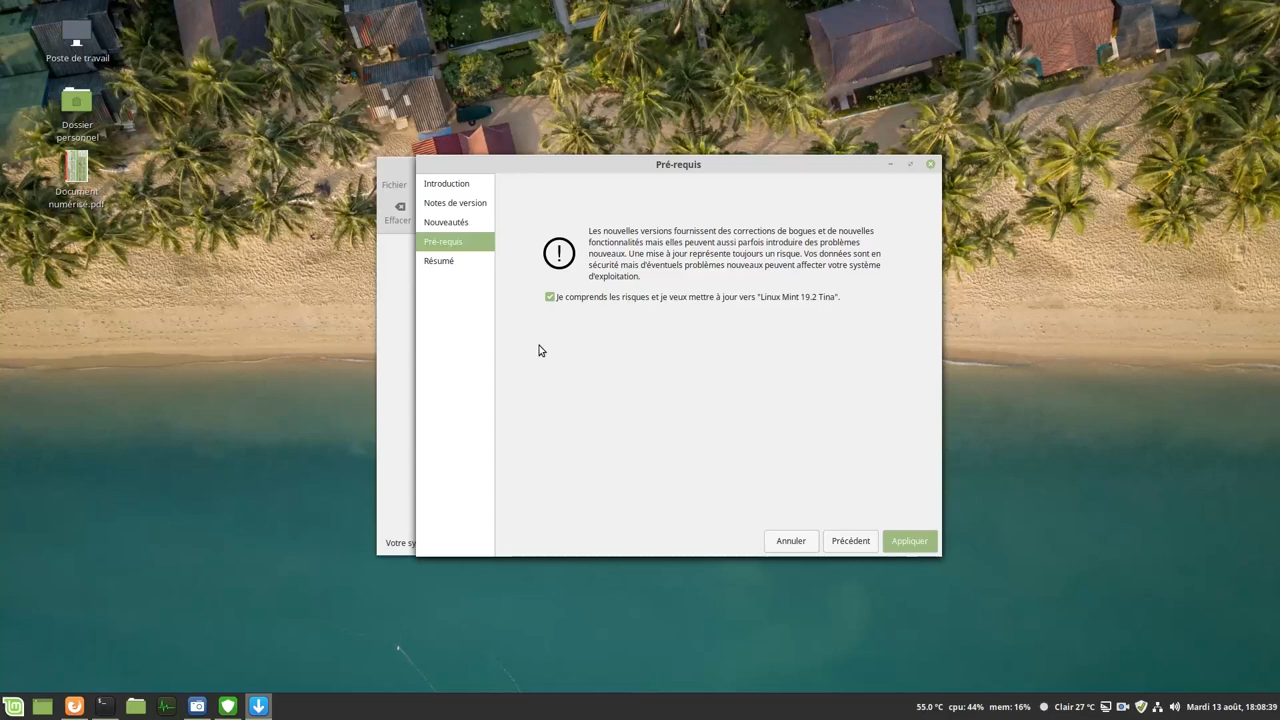 Poste de travail
Dossier
personnel
Document
numérisé.pdf
Fichier
Effacer
Votre sy
Pré-requis
Introduction
Notes de version
Nouveautés
Pré-requis
Résumé
Les nouvelles versions fournissent des corrections de bogues et de nouvelles
fonctionnalités mais elles peuvent aussi parfois introduire des problèmes
nouveaux. Une mise à jour représente toujours un risque. Vos données sont en
sécurité mais d'éventuels problèmes nouveaux peuvent affecter votre système
d'exploitation.
Je comprends les risques et je veux mettre à jour vers "Linux Mint 19.2 Tina".
Annuler Précédent Appliquer
55.0 °C cpu: 44% mem: 16% Clair 27 °C Mardi 13 août, 18:08:39